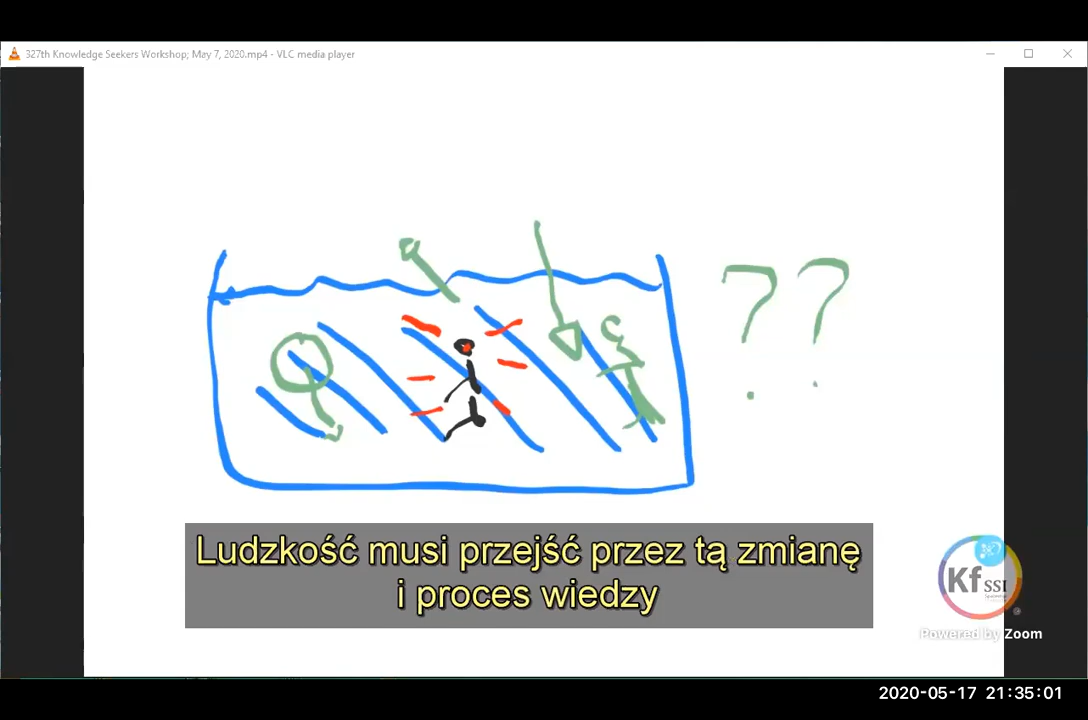 327th Knowledge Seekers Workshop; May 7, 2020.mp4 - VLC media player
? ?
Ludzkość musi przejść przez tą zmianę
i proces wiedzy
Kf SSI
Powered by Zoom
2020-05-17 21:35:01